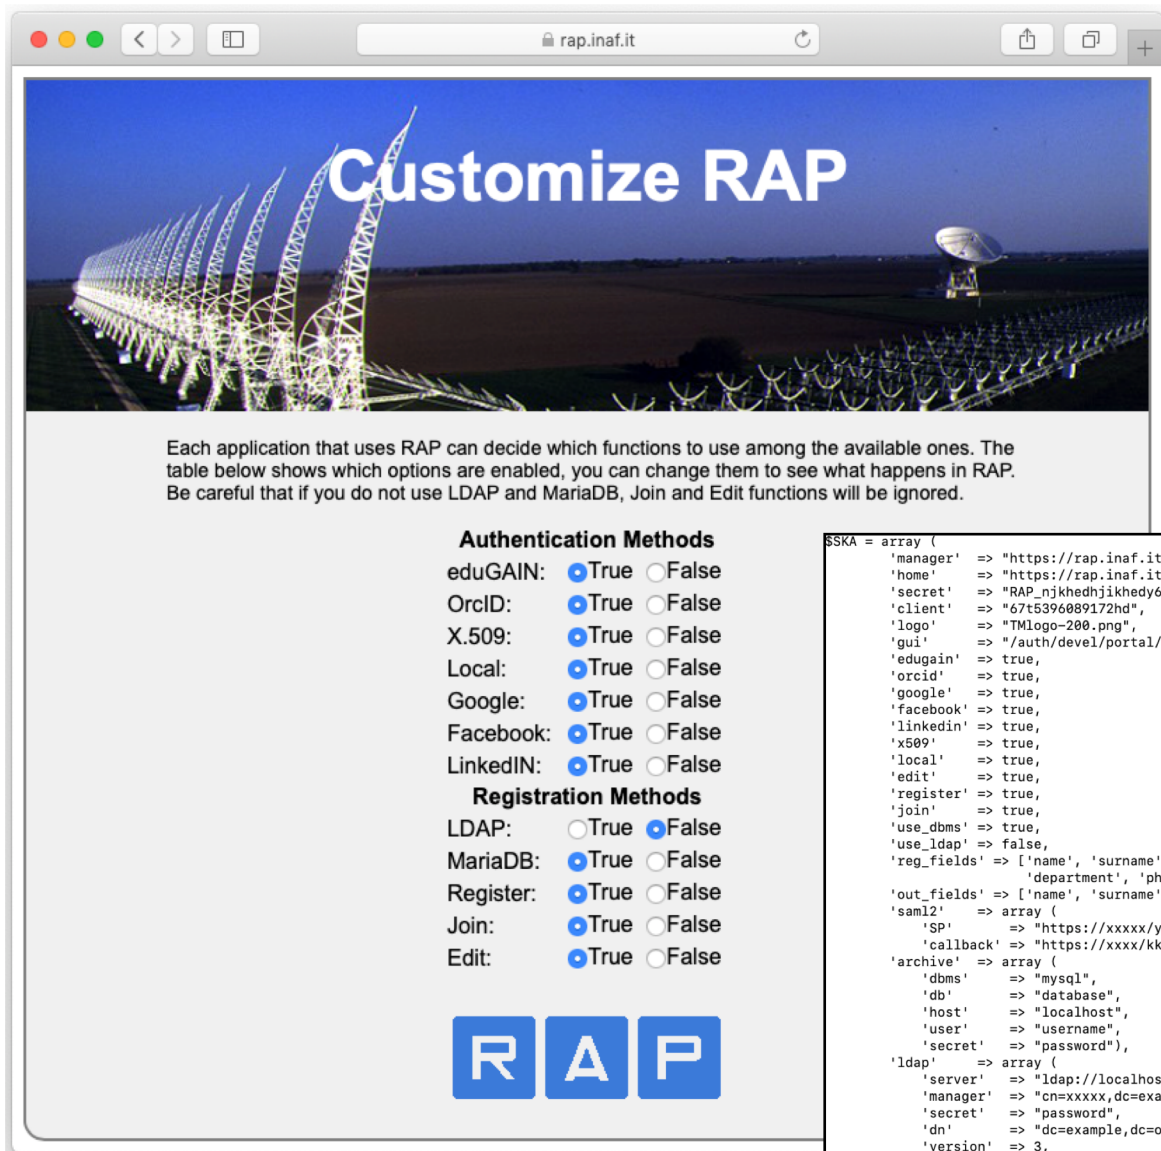 rap.inaf.it
Customize RAP
Each application that uses RAP can decide which functions to use among the available ones. The
table below shows which options are enabled, you can change them to see what happens in RAP.
Be careful that if you do not use LDAP and MariaDB, Join and Edit functions will be ignored.
Authentication Methods
eduGAIN: True False
OrcID: True False
X.509: True False
Local: True False
Google: True False
Facebook: True False
LinkedIN: True False
Registration Methods
LDAP: True False
MariaDB: True False
Register: True False
Join: True False
Edit: True False
RAP
$SKA = array (
'manager' => "https://rap.inaf.it
'home' => "https://rap.inaf.it
'secret' => "RAP_njkhedhjikhedy6
'client' => "67t5396089172hd",
'logo' => "TMlogo-200.png",
'gui' => "/auth/devel/portal/
'edugain' => true,
'orcid' => true,
'google' => true,
'facebook' => true,
'linkedin' => true,
'x509' => true,
'local' => true,
'edit' => true,
'register' => true,
'join' => true,
'use_dbms' => true,
'use_ldap' => false,
'reg_fields' => ['name', 'surname'
'department', 'ph
'out_fields' => ['name', 'surname'
'saml2' => array (
'SP' => "https://xxxxx/y
'callback' => "https://xxxx/kk
'archive' => array (
'dbms' => "mysql",
'db' => "database",
'host' => "localhost",
'user' => "username",
'secret' => "password"),
'ldap' => array (
'server' => "ldap://localhos
'manager' => "cn=xxxxx,dc=exa
'secret' => "password",
'dn' => "dc=example,dc=o
'version' => 3,